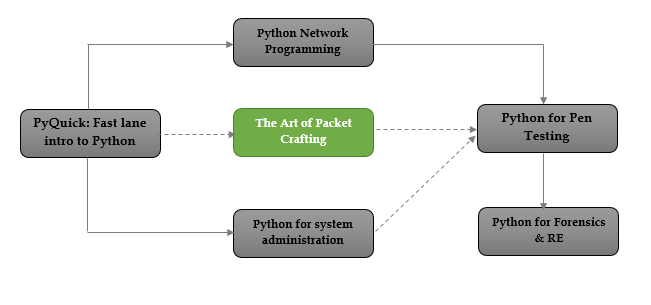 Python Network
Programming
PyQuick: Fast lane
intro to Python
The Art of Packet
Crafting
Python for Pen
Testing
Python for system
administration
Python for Forensics
& RE